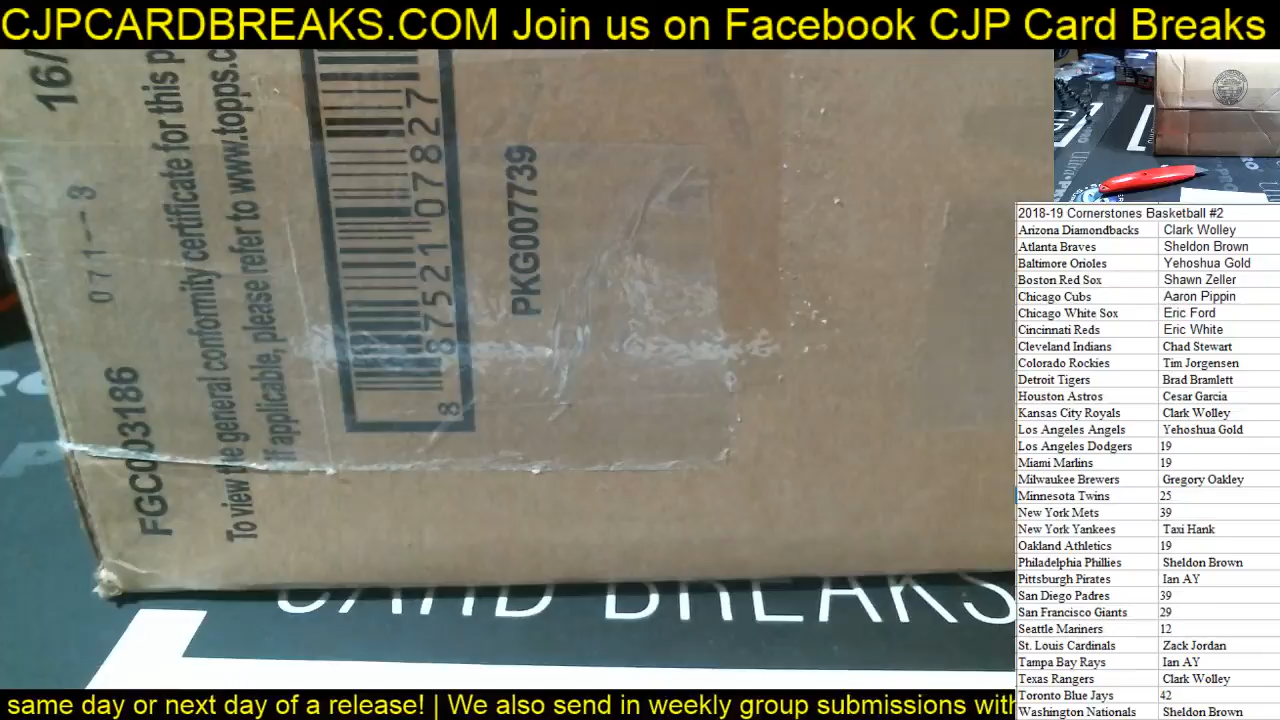 CJPCARDBREAKS.COM Join us on Facebook CJP Card Breaks
16/
071--3
FGC003186
To view the general conformity certificate for this p
if applicable, please refer to www.topps.c
8 87521 07827
PKG007739
CARD BREAKS
2018-19 Cornerstones Basketball #2
Arizona Diamondbacks Clark Wolley
Atlanta Braves Sheldon Brown
Baltimore Orioles Yehoshua Gold
Boston Red Sox Shawn Zeller
Chicago Cubs Aaron Pippin
Chicago White Sox Eric Ford
Cincinnati Reds Eric White
Cleveland Indians Chad Stewart
Colorado Rockies Tim Jorgensen
Detroit Tigers Brad Bramlett
Houston Astros Cesar Garcia
Kansas City Royals Clark Wolley
Los Angeles Angels Yehoshua Gold
Los Angeles Dodgers 19
Miami Marlins 19
Milwaukee Brewers Gregory Oakley
Minnesota Twins 25
New York Mets 39
New York Yankees Taxi Hank
Oakland Athletics 19
Philadelphia Phillies Sheldon Brown
Pittsburgh Pirates Ian AY
San Diego Padres 39
San Francisco Giants 29
Seattle Mariners 12
St. Louis Cardinals Zack Jordan
Tampa Bay Rays Ian AY
Texas Rangers Clark Wolley
Toronto Blue Jays 42
Washington Nationals Sheldon Brown
same day or next day of a release! | We also send in weekly group submissions with